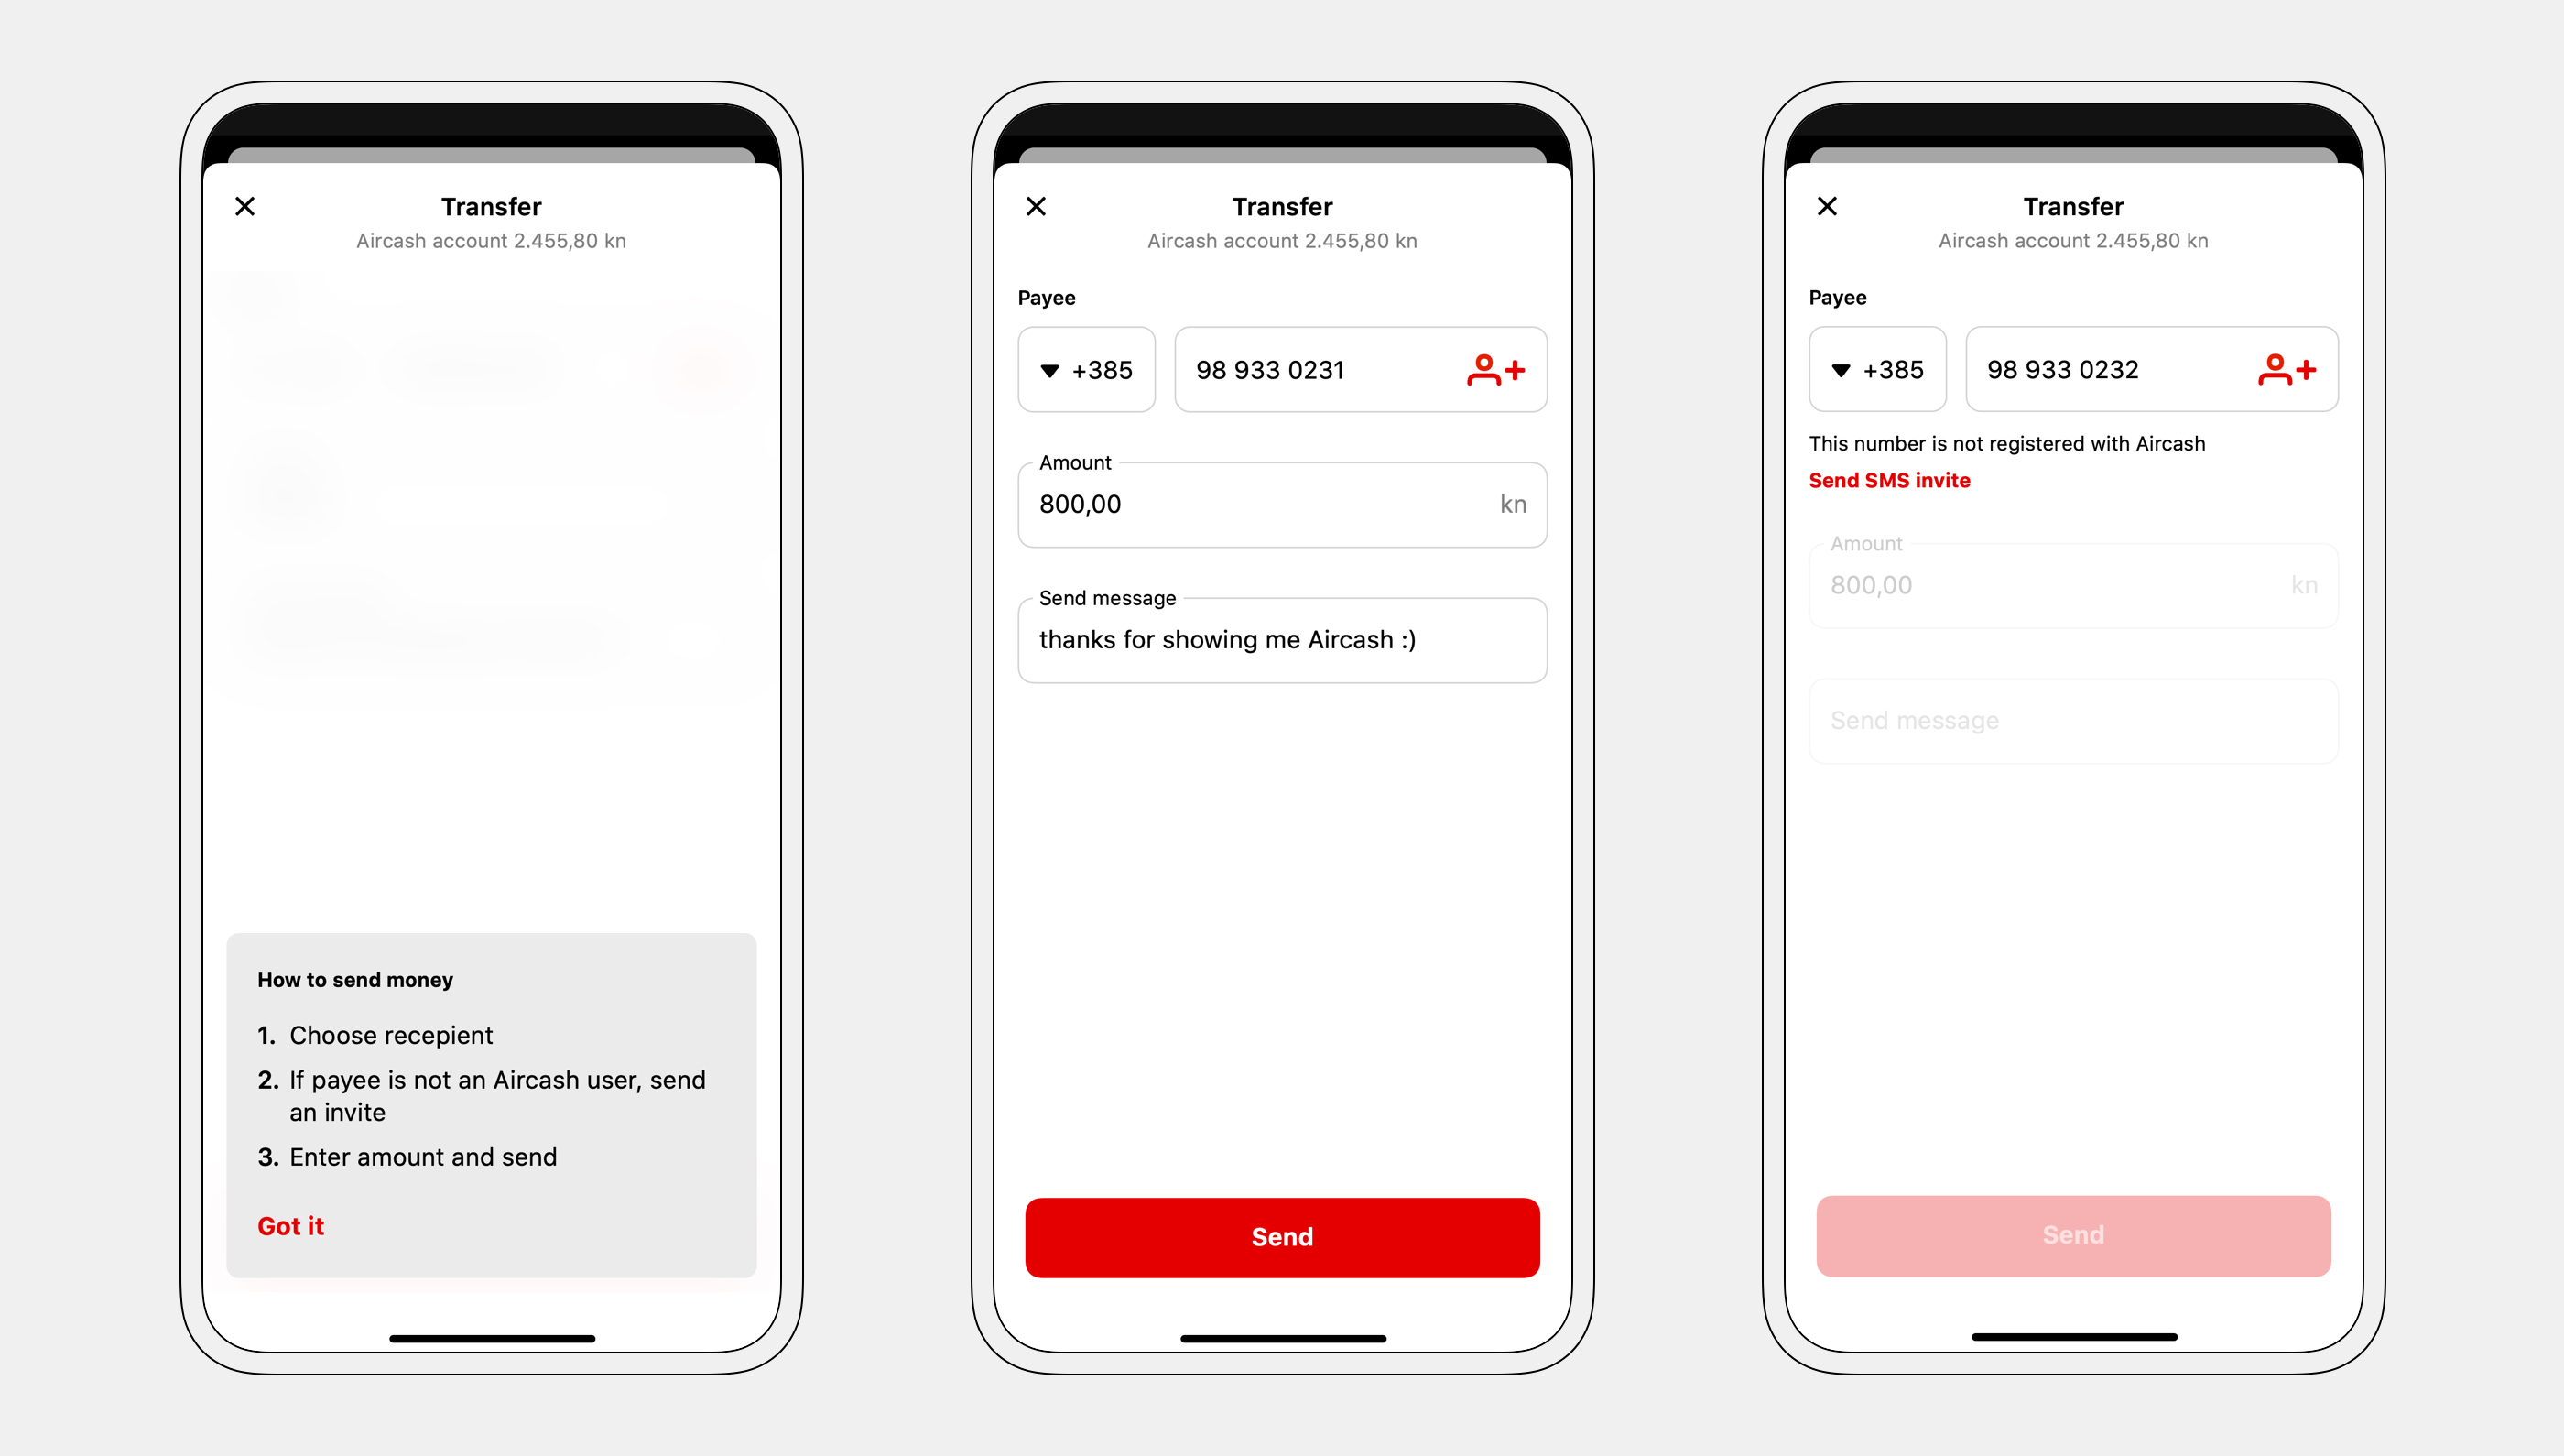 Transfer
Aircash account 2.455,80 kn
How to send money
1. Choose recepient
2. If payee is not an Aircash user, send
an invite
3. Enter amount and send
Got it
Transfer
Aircash account 2.455,80 kn
Payee
+385
98 933 0231
Amount
800,00 kn
Send message
thanks for showing me Aircash :)
Send
Transfer
Aircash account 2.455,80 kn
Payee
+385
98 933 0232
This number is not registered with Aircash
Send SMS invite
Amount
800,00 kn
Send message
Send